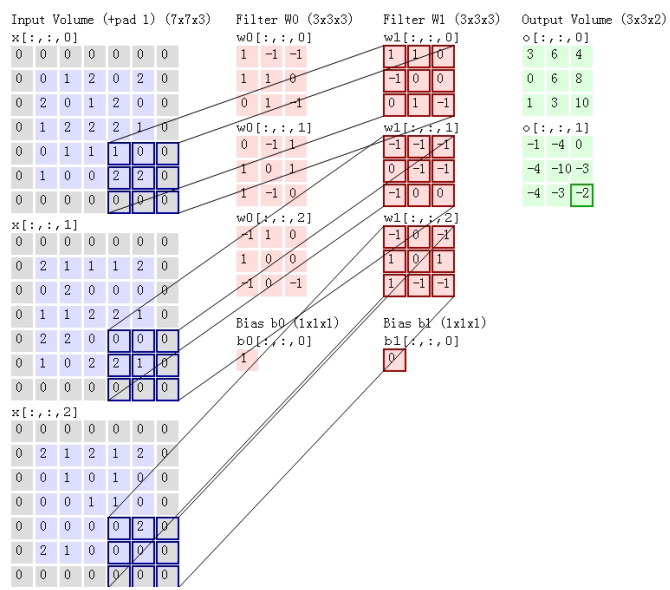 Input Volume (+pad 1) (7x7x3)
x[:,:,0]
0 0 0 0 0 0 0
0 0 1 2 0 2 0
0 2 0 1 2 0 0
0 1 2 2 2 1 0
0 0 1 1 1 0 0
0 1 0 0 2 2 0
0 0 0 0 0 0 0
x[:,:,1]
0 0 0 0 0 0 0
0 2 1 1 1 2 0
0 0 2 0 0 0 0
0 1 1 2 2 1 0
0 2 2 0 0 0 0
0 1 0 2 2 1 0
0 0 0 0 0 0 0
x[:,:,2]
0 0 0 0 0 0 0
0 2 1 2 1 2 0
0 0 1 0 1 0 0
0 0 0 1 1 0 0
0 0 0 0 0 2 0
0 2 1 0 0 0 0
0 0 0 0 0 0 0
Filter W0 (3x3x3)
w0[:,:,0]
1 -1 -1
1 1 0
0 1 -1
w0[:,:,1]
0 -1 1
1 0 1
1 -1 0
w0[:,:,2]
-1 1 0
1 0 0
-1 0 -1
Bias b0 (1x1x1)
b0[:,:,0]
1
Filter W1 (3x3x3)
w1[:,:,0]
1 1 0
-1 0 0
0 1 -1
w1[:,:,1]
-1 -1 -1
0 -1 -1
-1 0 0
w1[:,:,2]
-1 0 -1
1 0 1
1 -1 -1
Bias b1 (1x1x1)
b1[:,:,0]
0
Output Volume (3x3x2)
o[:,:,0]
3 6 4
0 6 8
1 3 10
o[:,:,1]
-1 -4 0
-4 -10 -3
-4 -3 -2